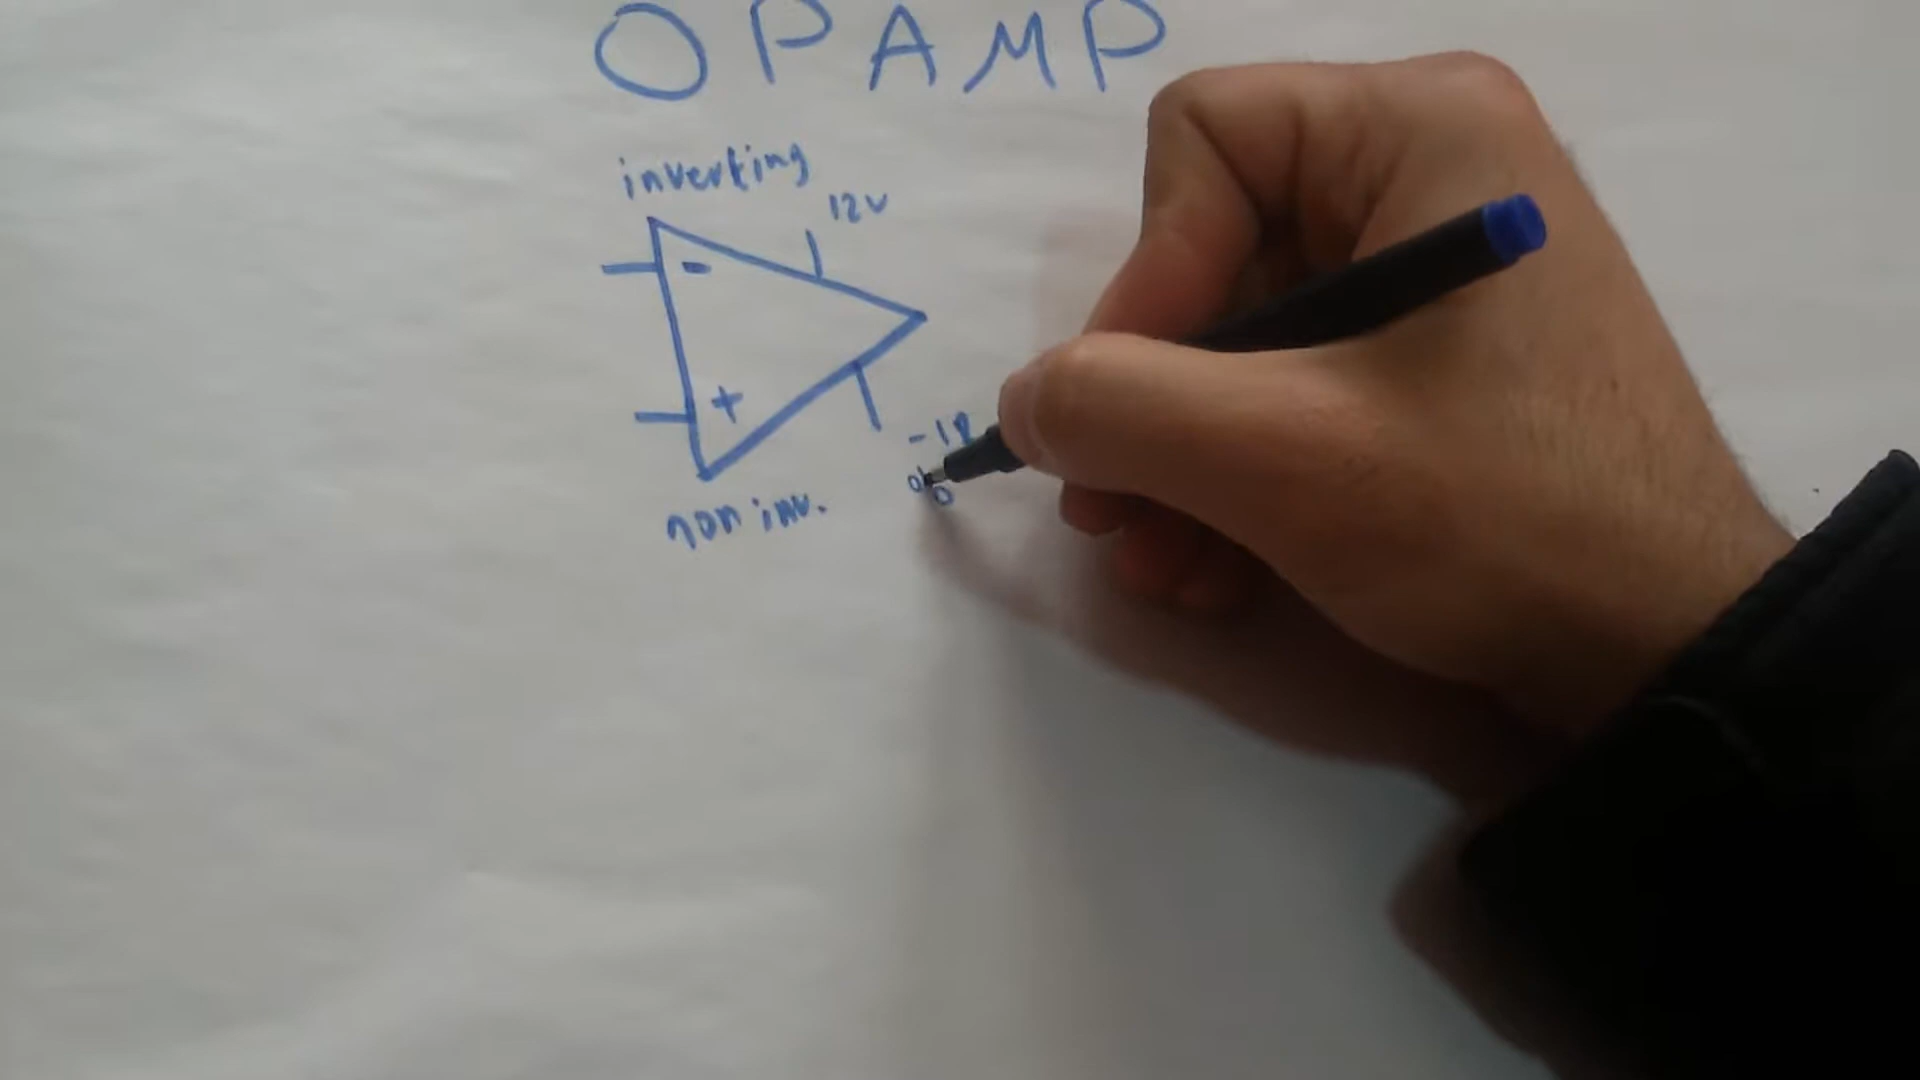 OPAMP
inverting
12v
-
+
non inv.